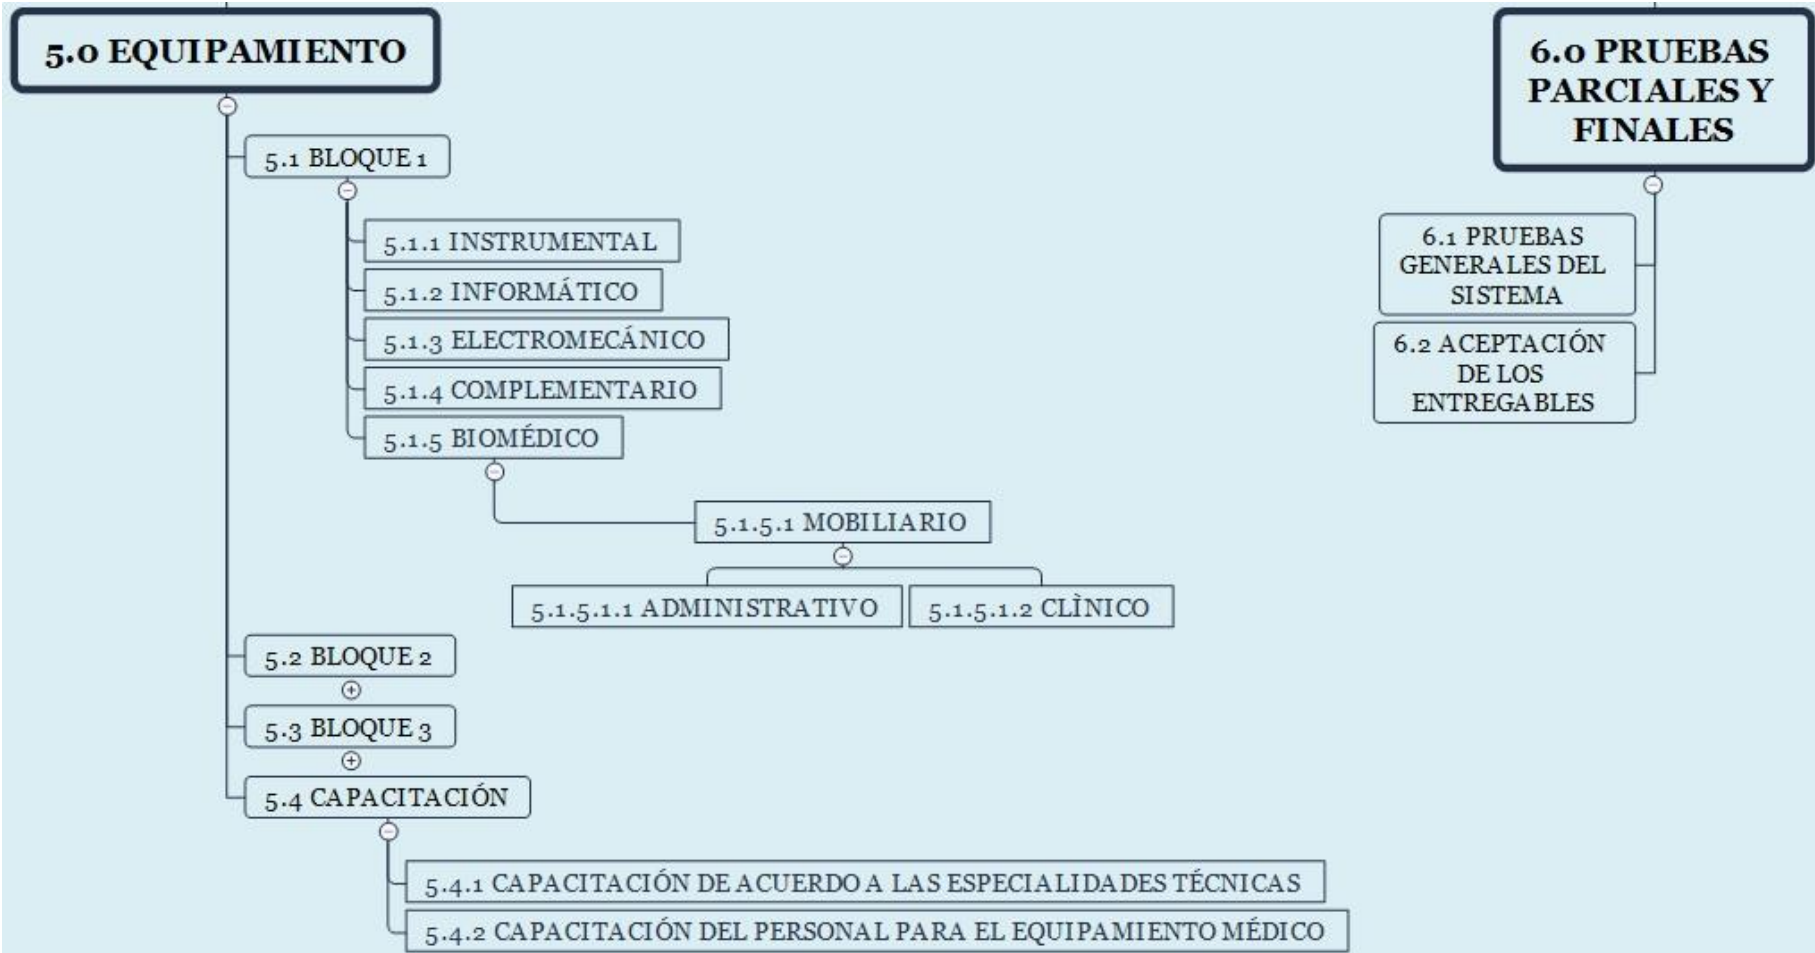 5.0 EQUIPAMIENTO
5.1 BLOQUE 1
5.1.1 INSTRUMENTAL
5.1.2 INFORMÁTICO
5.1.3 ELECTROMECÁNICO
5.1.4 COMPLEMENTARIO
5.1.5 BIOMÉDICO
5.1.5.1 MOBILIARIO
5.1.5.1.1 ADMINISTRATIVO
5.1.5.1.2 CLÌNICO
5.2 BLOQUE 2
5.3 BLOQUE 3
5.4 CAPACITACIÓN
5.4.1 CAPACITACIÓN DE ACUERDO A LAS ESPECIALIDADES TÉCNICAS
5.4.2 CAPACITACIÓN DEL PERSONAL PARA EL EQUIPAMIENTO MÉDICO
6.0 PRUEBAS
PARCIALES Y
FINALES
6.1 PRUEBAS
GENERALES DEL
SISTEMA
6.2 ACEPTACIÓN
DE LOS
ENTREGABLES